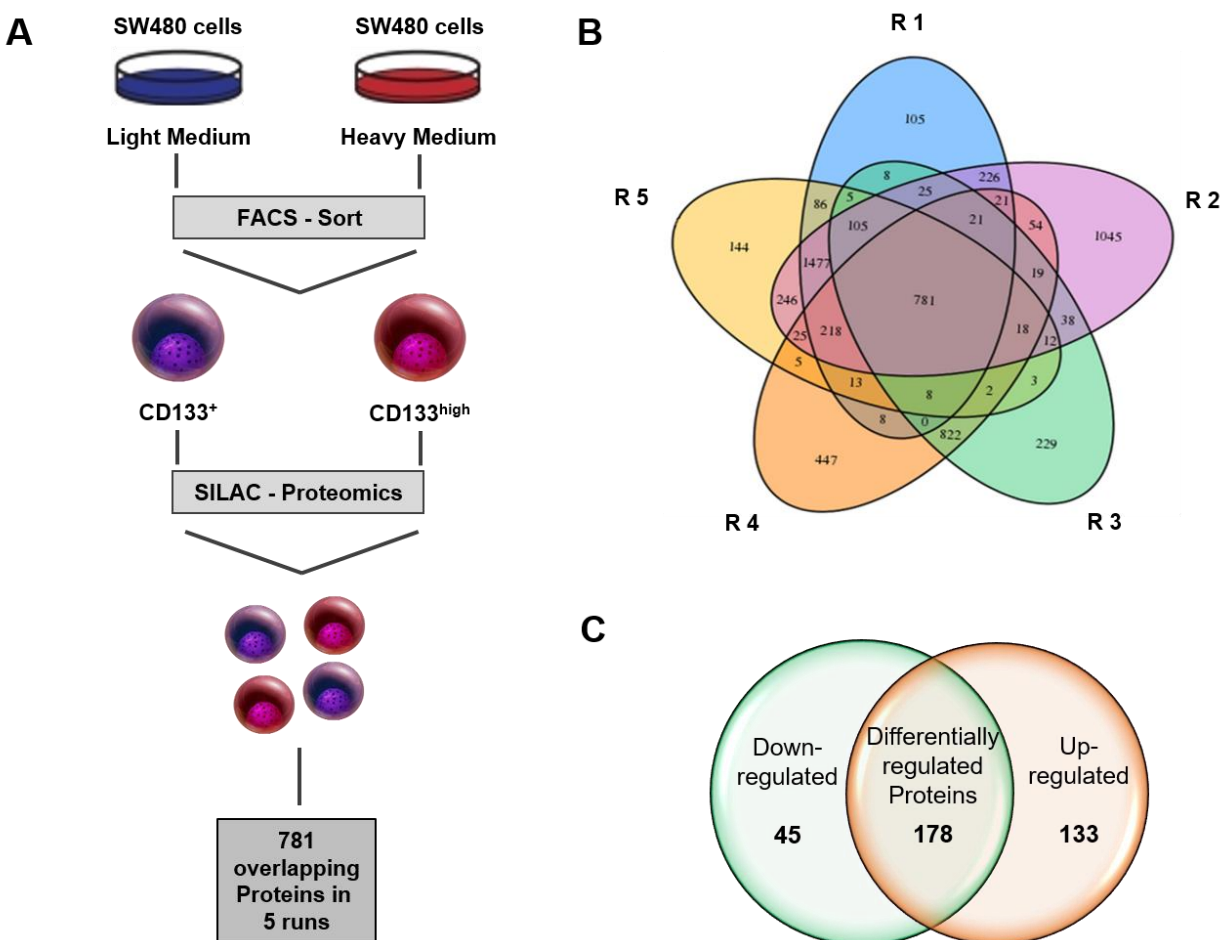 A
SW480 cells
SW480 cells
Light Medium
Heavy Medium
FACS - Sort
CD133+
CD133high
SILAC - Proteomics
781
overlapping
Proteins in
5 runs
B
R 1
R 2
R 5
R 4
R 3
105
8
226
25
5
21
86
21
54
105
1045
144
1477
19
246
781
38
25
218
18
12
5
13
8
2
3
8
0
822
447
229
C
Down-
regulated
45
Differentially
regulated
Proteins
178
Up-
regulated
133